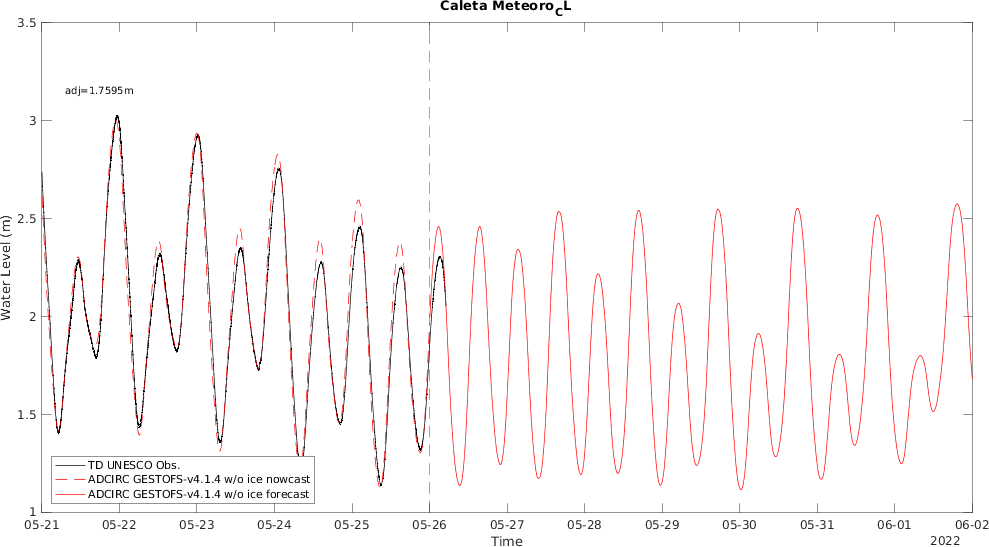 Caleta MeteoroCL
3.5
adj=1.7595m
3
2.5
Water Level (m)
2
1.5
TD UNESCO Obs.
ADCIRC GESTOFS-v4.1.4 w/o ice nowcast
ADCIRC GESTOFS-v4.1.4 w/o ice forecast
1
05-21 05-22 05-23 05-24 05-25 05-26 05-27 05-28 05-29 05-30 05-31 06-01 06-02
Time
2022